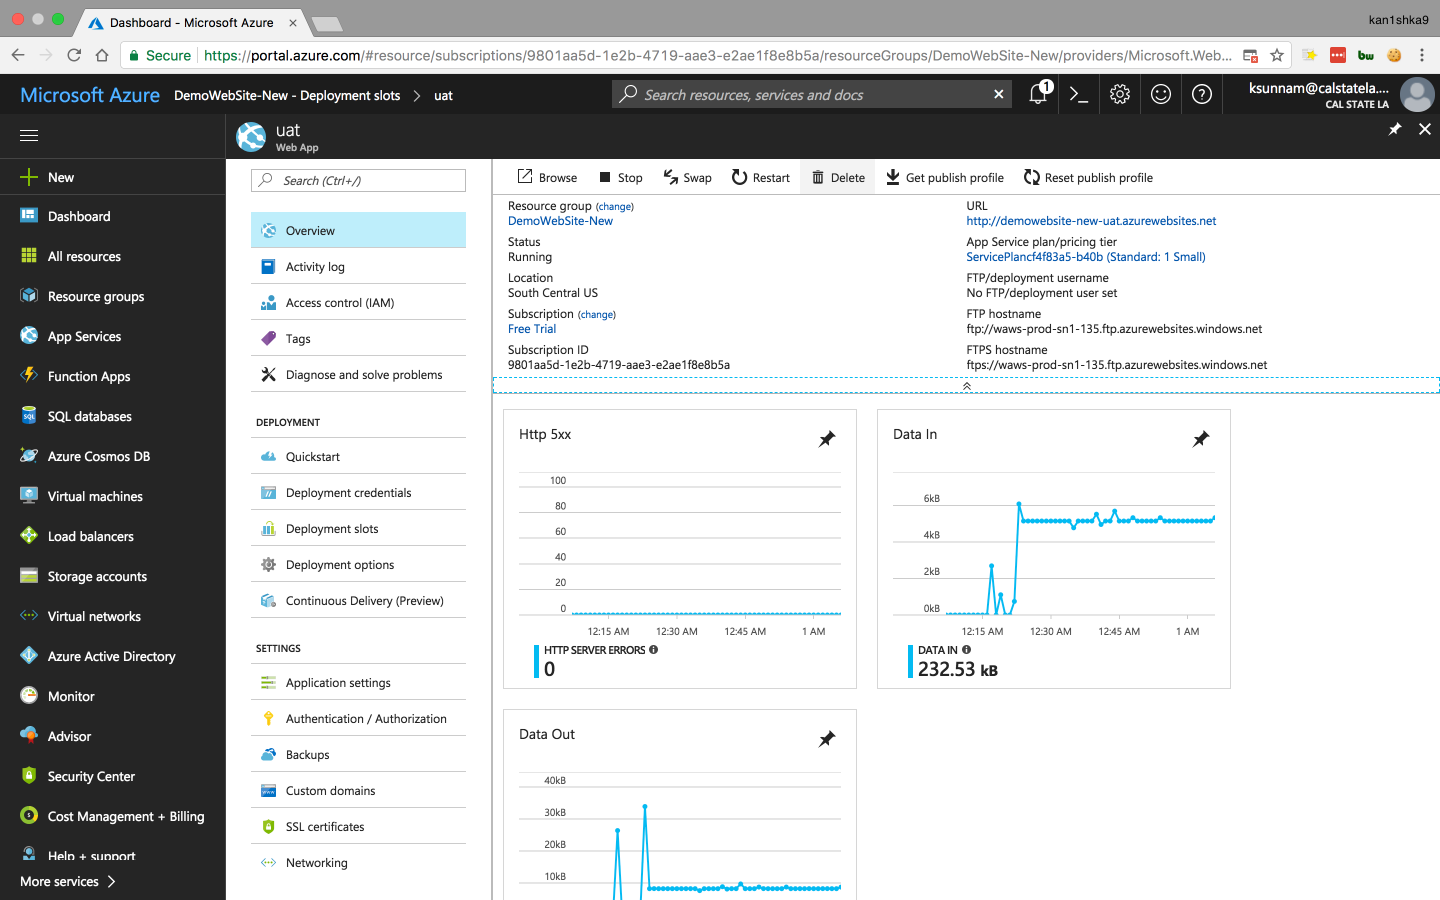 Dashboard - Microsoft Azure
kan1shka9
Secure https://portal.azure.com/#resource/subscriptions/9801aa5d-1e2b-4719-aae3-e2ae1f8e8b5a/resourceGroups/DemoWebSite-New/providers/Microsoft.Web...
bw
Microsoft Azure DemoWebSite-New - Deployment slots > uat
Search resources, services and docs
1
ksunnam@calstatela....
CAL STATE LA
uat
Web App
New
Dashboard
All resources
Resource groups
App Services
Function Apps
SQL databases
Azure Cosmos DB
Virtual machines
Load balancers
Storage accounts
Virtual networks
Azure Active Directory
Monitor
Advisor
Security Center
Cost Management + Billing
Help + support
More services >
Search (Ctrl+/)
Overview
Activity log
Access control (IAM)
Tags
Diagnose and solve problems
DEPLOYMENT
Quickstart
Deployment credentials
Deployment slots
Deployment options
Continuous Delivery (Preview)
SETTINGS
Application settings
Authentication / Authorization
Backups
Custom domains
SSL certificates
Networking
Browse Stop Swap Restart Delete Get publish profile Reset publish profile
Resource group (change)
DemoWebSite-New
Status
Running
Location
South Central US
Subscription (change)
Free Trial
Subscription ID
9801aa5d-1e2b-4719-aae3-e2ae1f8e8b5a
URL
http://demowebsite-new-uat.azurewebsites.net
App Service plan/pricing tier
ServicePlancf4f83a5-b40b (Standard: 1 Small)
FTP/deployment username
No FTP/deployment user set
FTP hostname
ftp://waws-prod-sn1-135.ftp.azurewebsites.windows.net
FTPS hostname
ftps://waws-prod-sn1-135.ftp.azurewebsites.windows.net
Http 5xx
100
80
60
40
20
0
12:15 AM 12:30 AM 12:45 AM 1 AM
HTTP SERVER ERRORS
0
Data In
6kB
4kB
2kB
0kB
12:15 AM 12:30 AM 12:45 AM 1 AM
DATA IN
232.53 kB
Data Out
40kB
30kB
20kB
10kB